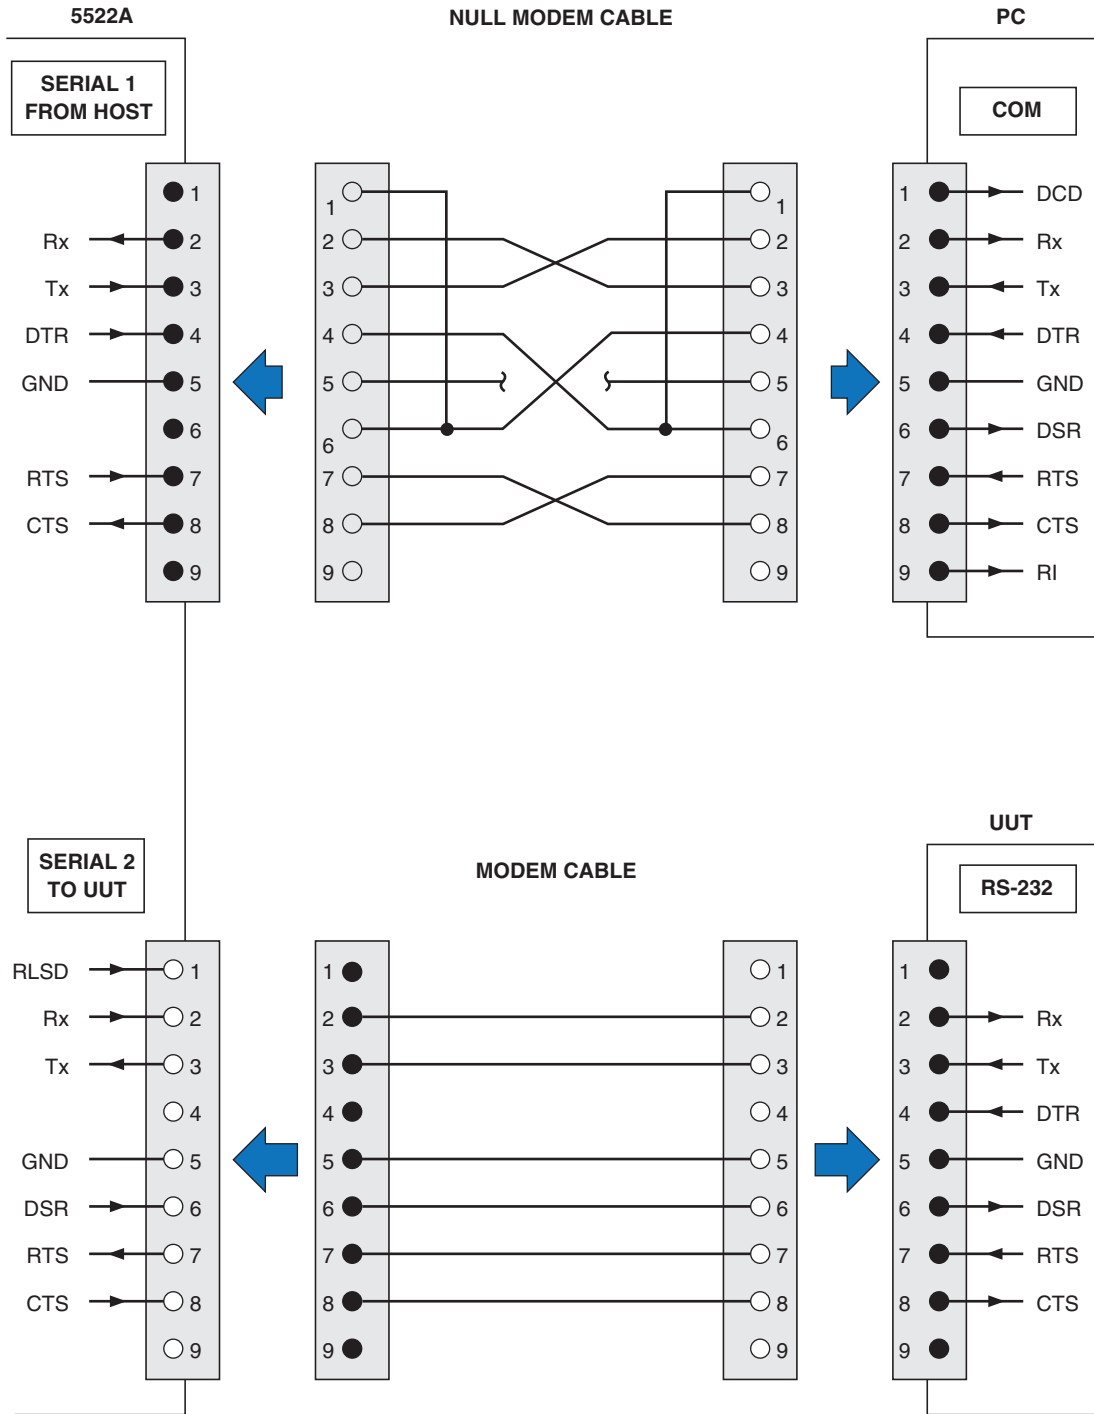 5522A
NULL MODEM CABLE
PC
SERIAL 1
FROM HOST
COM
1
1
1
1
DCD
Rx
2
2
2
2
Rx
Tx
3
3
3
3
Tx
DTR
4
4
4
4
DTR
GND
5
5
5
5
GND
6
6
6
6
DSR
RTS
7
7
7
7
RTS
CTS
8
8
8
8
CTS
9
9
9
9
RI
UUT
SERIAL 2
TO UUT
MODEM CABLE
RS-232
RLSD
1
1
1
1
Rx
2
2
2
2
Rx
Tx
3
3
3
3
Tx
4
4
4
4
DTR
GND
5
5
5
5
GND
DSR
6
6
6
6
DSR
RTS
7
7
7
7
RTS
CTS
8
8
8
8
CTS
9
9
9
9